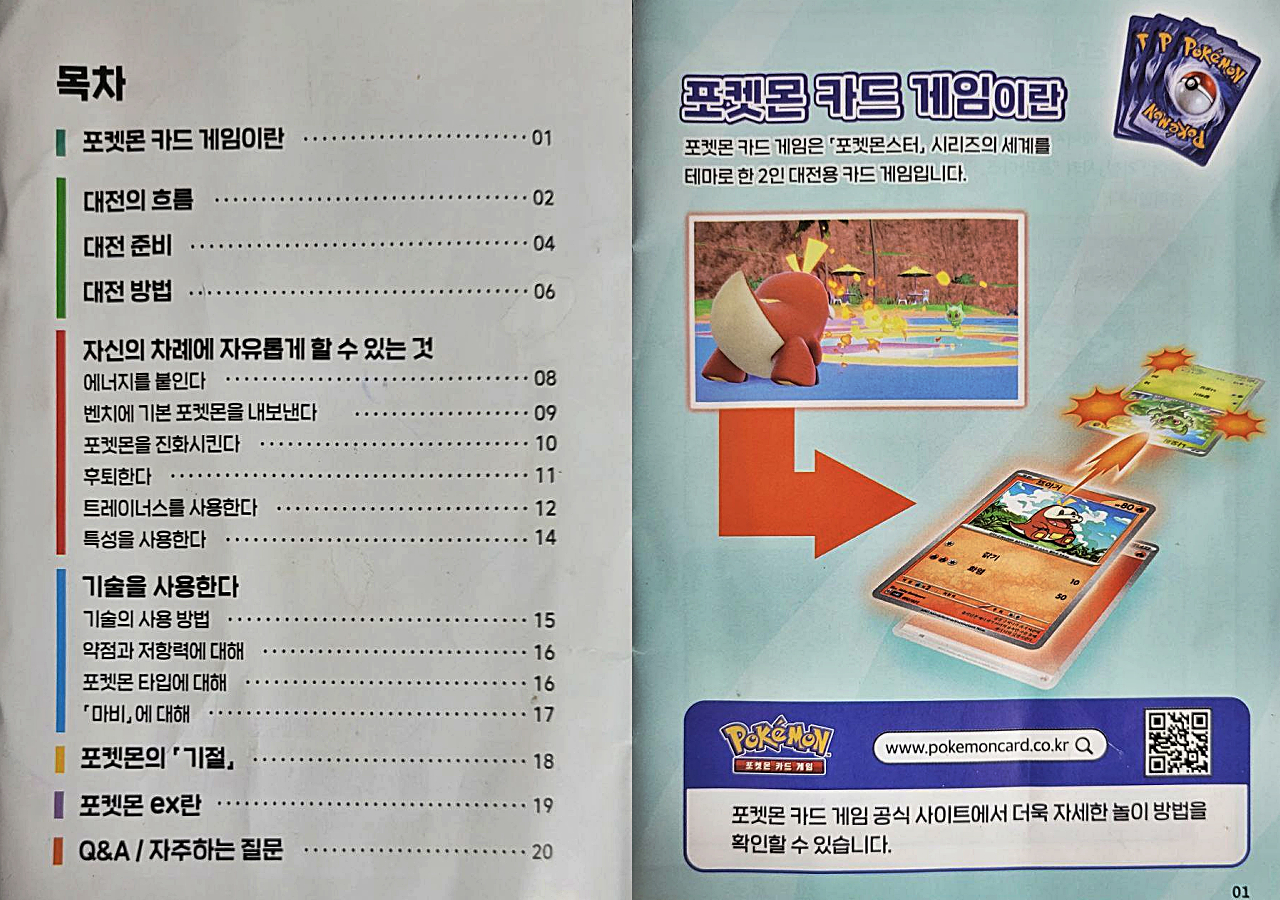 목차
포켓몬 카드 게임이란 01
대전의 흐름 02
대전 준비 04
대전 방법 06
자신의 차례에 자유롭게 할 수 있는 것
에너지를 붙인다 08
벤치에 기본 포켓몬을 내보낸다 09
포켓몬을 진화시킨다 10
후퇴한다 11
트레이너스를 사용한다 12
특성을 사용한다 14
기술을 사용한다
기술의 사용 방법 15
약점과 저항력에 대해 16
포켓몬 타입에 대해 16
「마비」에 대해 17
포켓몬의 「기절」 18
포켓몬 ex란 19
Q&A / 자주하는 질문 20
포켓몬 카드 게임이란
포켓몬 카드 게임은 『포켓몬스터』 시리즈의 세계를
테마로 한 2인 대전용 카드 게임입니다.
POKéMON
POKéMON
뜨아거
80
긁기
10
화염
50
POKéMON
포켓몬 카드 게임
www.pokemoncard.co.kr
포켓몬 카드 게임 공식 사이트에서 더욱 자세한 놀이 방법을
확인할 수 있습니다.
01